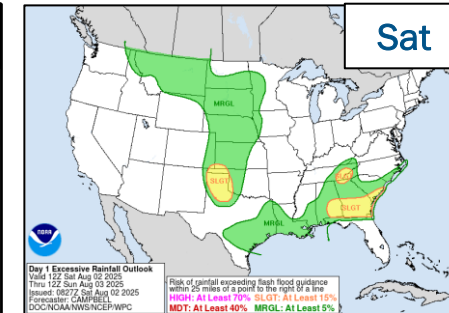 Sat
MRGL
SLGT
SLGT
SLGT
MRGL
NOAA
Day 1 Excessive Rainfall Outlook
Valid 12Z Sat Aug 02 2025
Thru 12Z Sun Aug 03 2025
Issued: 0827Z Sat Aug 02 2025
Forecaster: CAMPBELL
DOC/NOAA/NWS/NCEP/WPC
Risk of rainfall exceeding flash flood guidance
within 25 miles of a point to the right of a line
HIGH: At Least 70% SLGT: At Least 15%
MDT: At Least 40% MRGL: At Least 5%